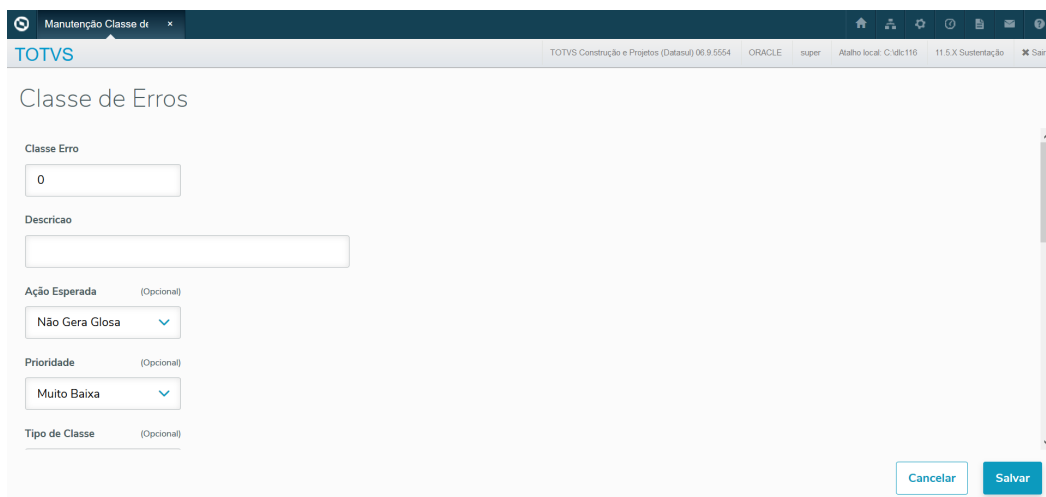 Manutenção Classe de ×
TOTVS
TOTVS Construção e Projetos (Datasul) 06.9.5554 ORACLE super Atalho local: C:\dlc116 11.5.X Sustentação ✖ Sair
Classe de Erros
Classe Erro
0
Descricao
Ação Esperada (Opcional)
Não Gera Glosa
Prioridade (Opcional)
Muito Baixa
Tipo de Classe (Opcional)
Cancelar Salvar